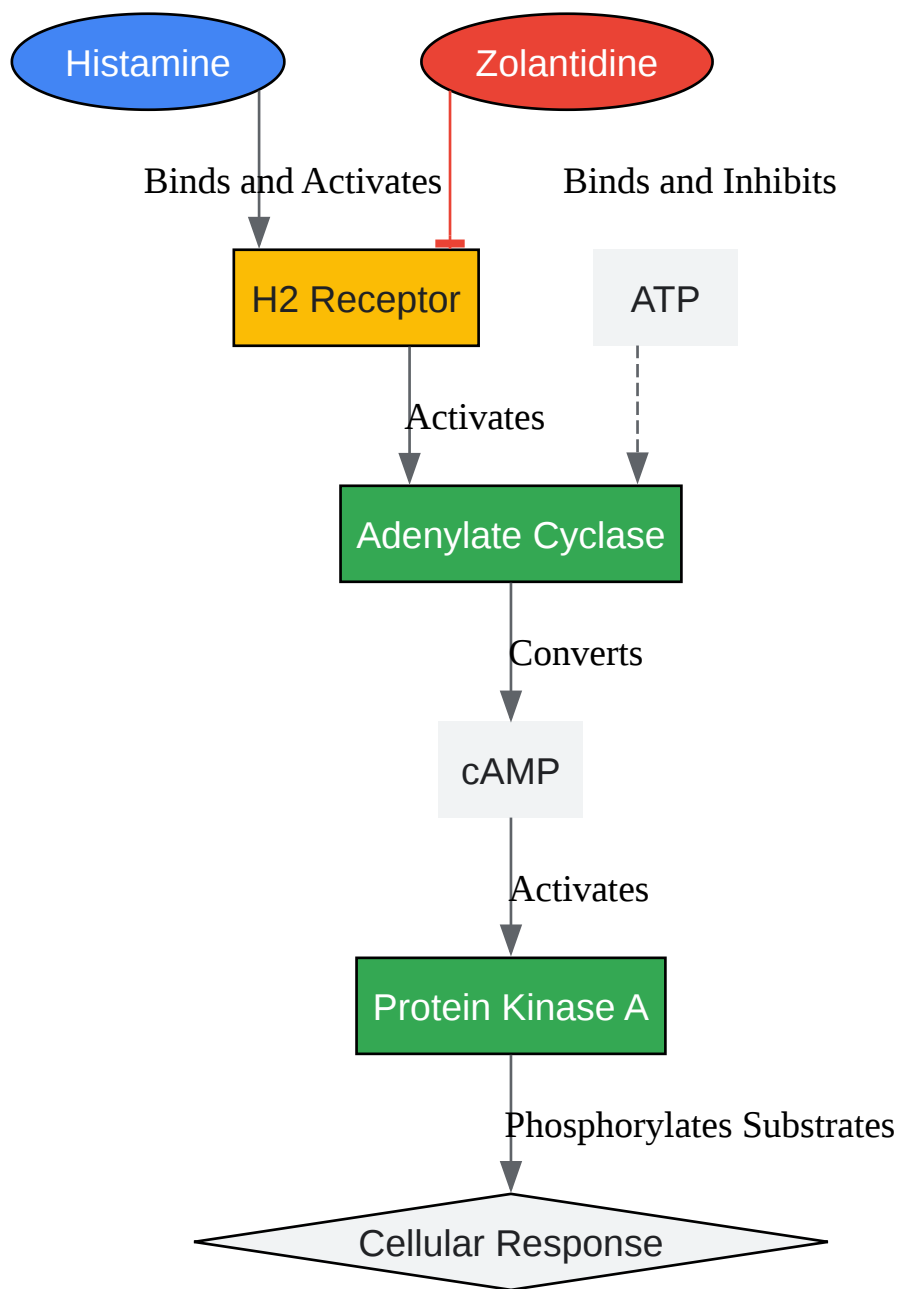 Histamine
Zolantidine
Binds and Activates
Binds and Inhibits
H2 Receptor
ATP
Activates
Adenylate Cyclase
Converts
cAMP
Activates
Protein Kinase A
Phosphorylates Substrates
Cellular Response